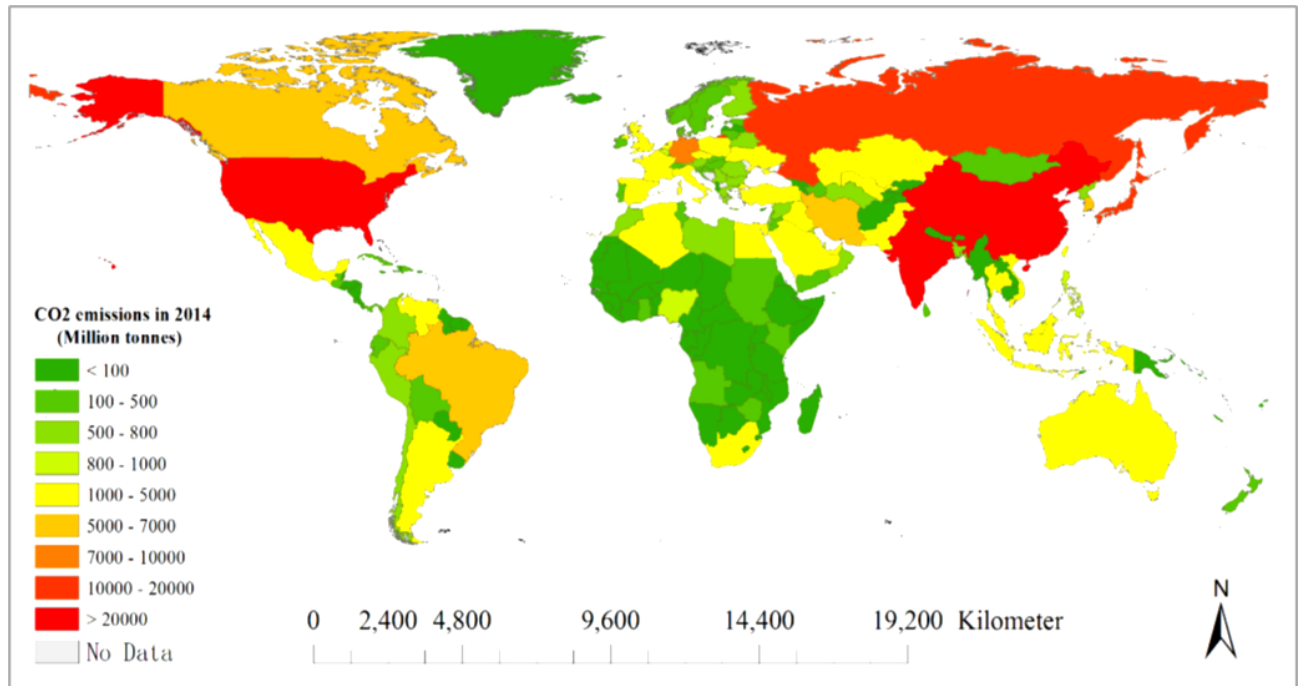 CO2 emissions in 2014
(Million tonnes)
< 100
100 - 500
500 - 800
800 - 1000
1000 - 5000
5000 - 7000
7000 - 10000
10000 - 20000
> 20000
No Data
0 2,400 4,800 9,600 14,400 19,200 Kilometer
N